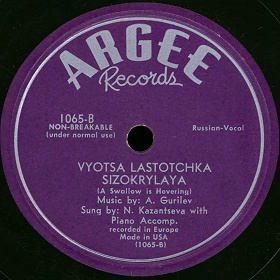 ARGEE
Records
1065-B
NON-BREAKABLE
(under normal use)
Russian-Vocal
VYOTSA LASTOTCHKA
SIZOKRYLAYA
(A Swallow is Hovering)
Music by: A. Gurilev
Sung by: N. Kazantseva with
Piano Accomp.
recorded in Europe
Made in USA
(1065-B)